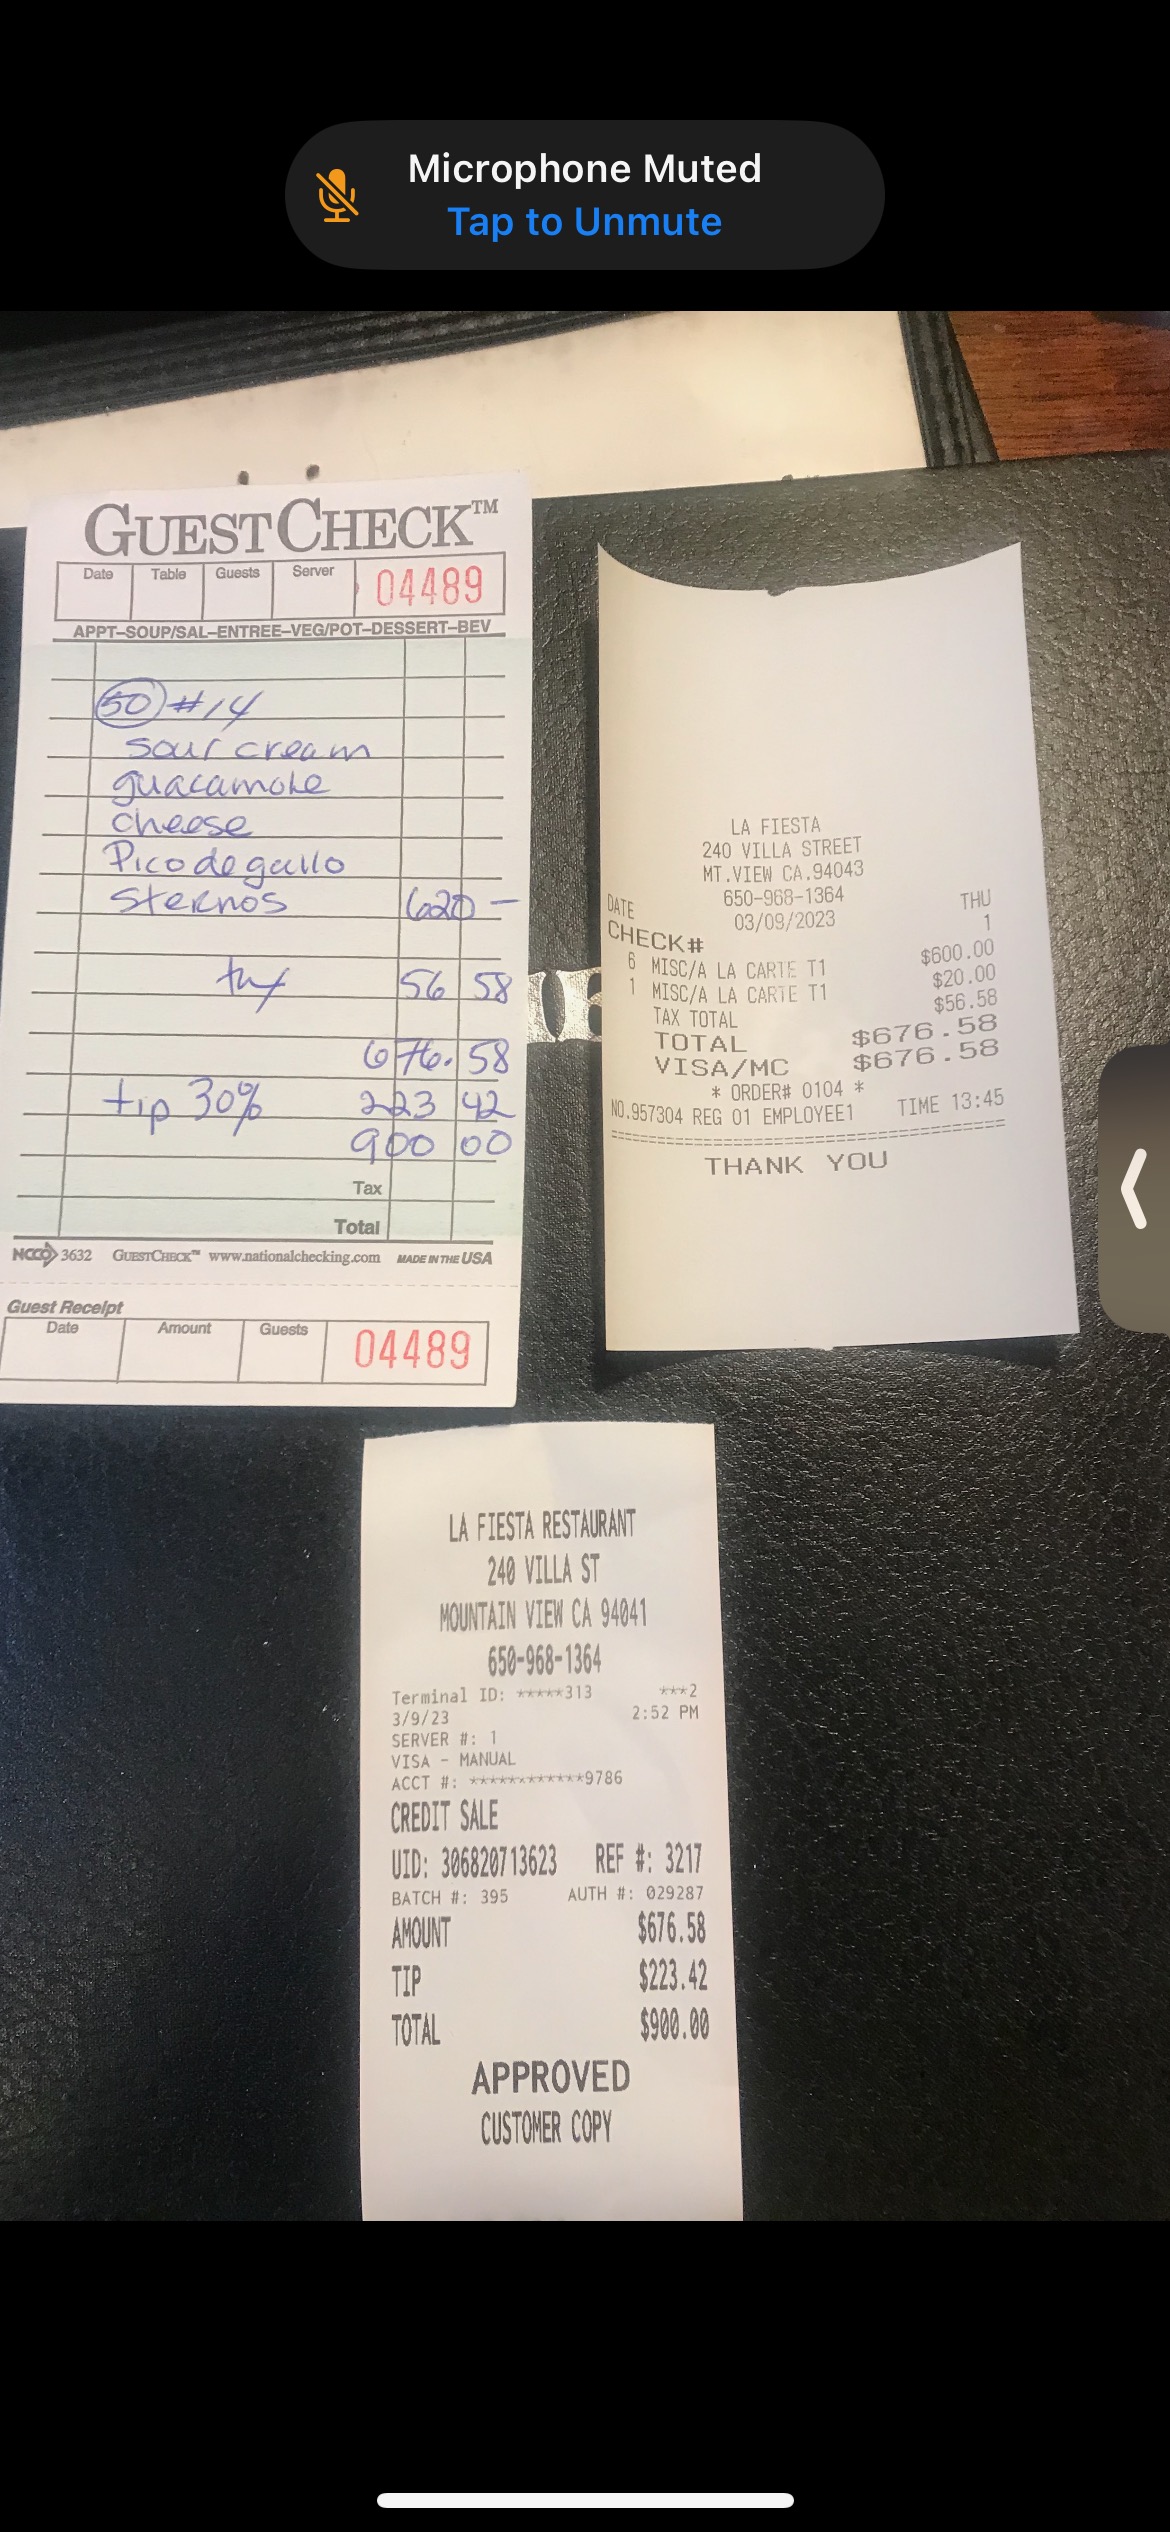 Microphone Muted
Tap to Unmute
GUESTCHECK™
Date Table Guests Server 04489
APPT–SOUP/SAL–ENTREE–VEG/POT–DESSERT–BEV
50 #14
sour cream
guacamole
cheese
Pico de gallo
Sternos 620 –
56 58
676.58
tip 30% 223 42
900 00
Tax
Total
NCCO 3632 GUESTCHECK™ www.nationalchecking.com MADE IN THE USA
Guest Receipt
Date Amount Guests 04489
LA FIESTA
240 VILLA STREET
MT.VIEW CA.94043
650-968-1364
DATE 03/09/2023 THU
CHECK# 1
6 MISC/A LA CARTE T1 $600.00
1 MISC/A LA CARTE T1 $20.00
TAX TOTAL $56.58
TOTAL $676.58
VISA/MC $676.58
* ORDER# 0104 *
NO.957304 REG 01 EMPLOYEE1 TIME 13:45
THANK YOU
LA FIESTA RESTAURANT
240 VILLA ST
MOUNTAIN VIEW CA 94041
650-968-1364
Terminal ID: *****313 ***2
3/9/23 2:52 PM
SERVER #: 1
VISA - MANUAL
ACCT #: ************9786
CREDIT SALE
UID: 306820713623 REF #: 3217
BATCH #: 395 AUTH #: 029287
AMOUNT $676.58
TIP $223.42
TOTAL $900.00
APPROVED
CUSTOMER COPY